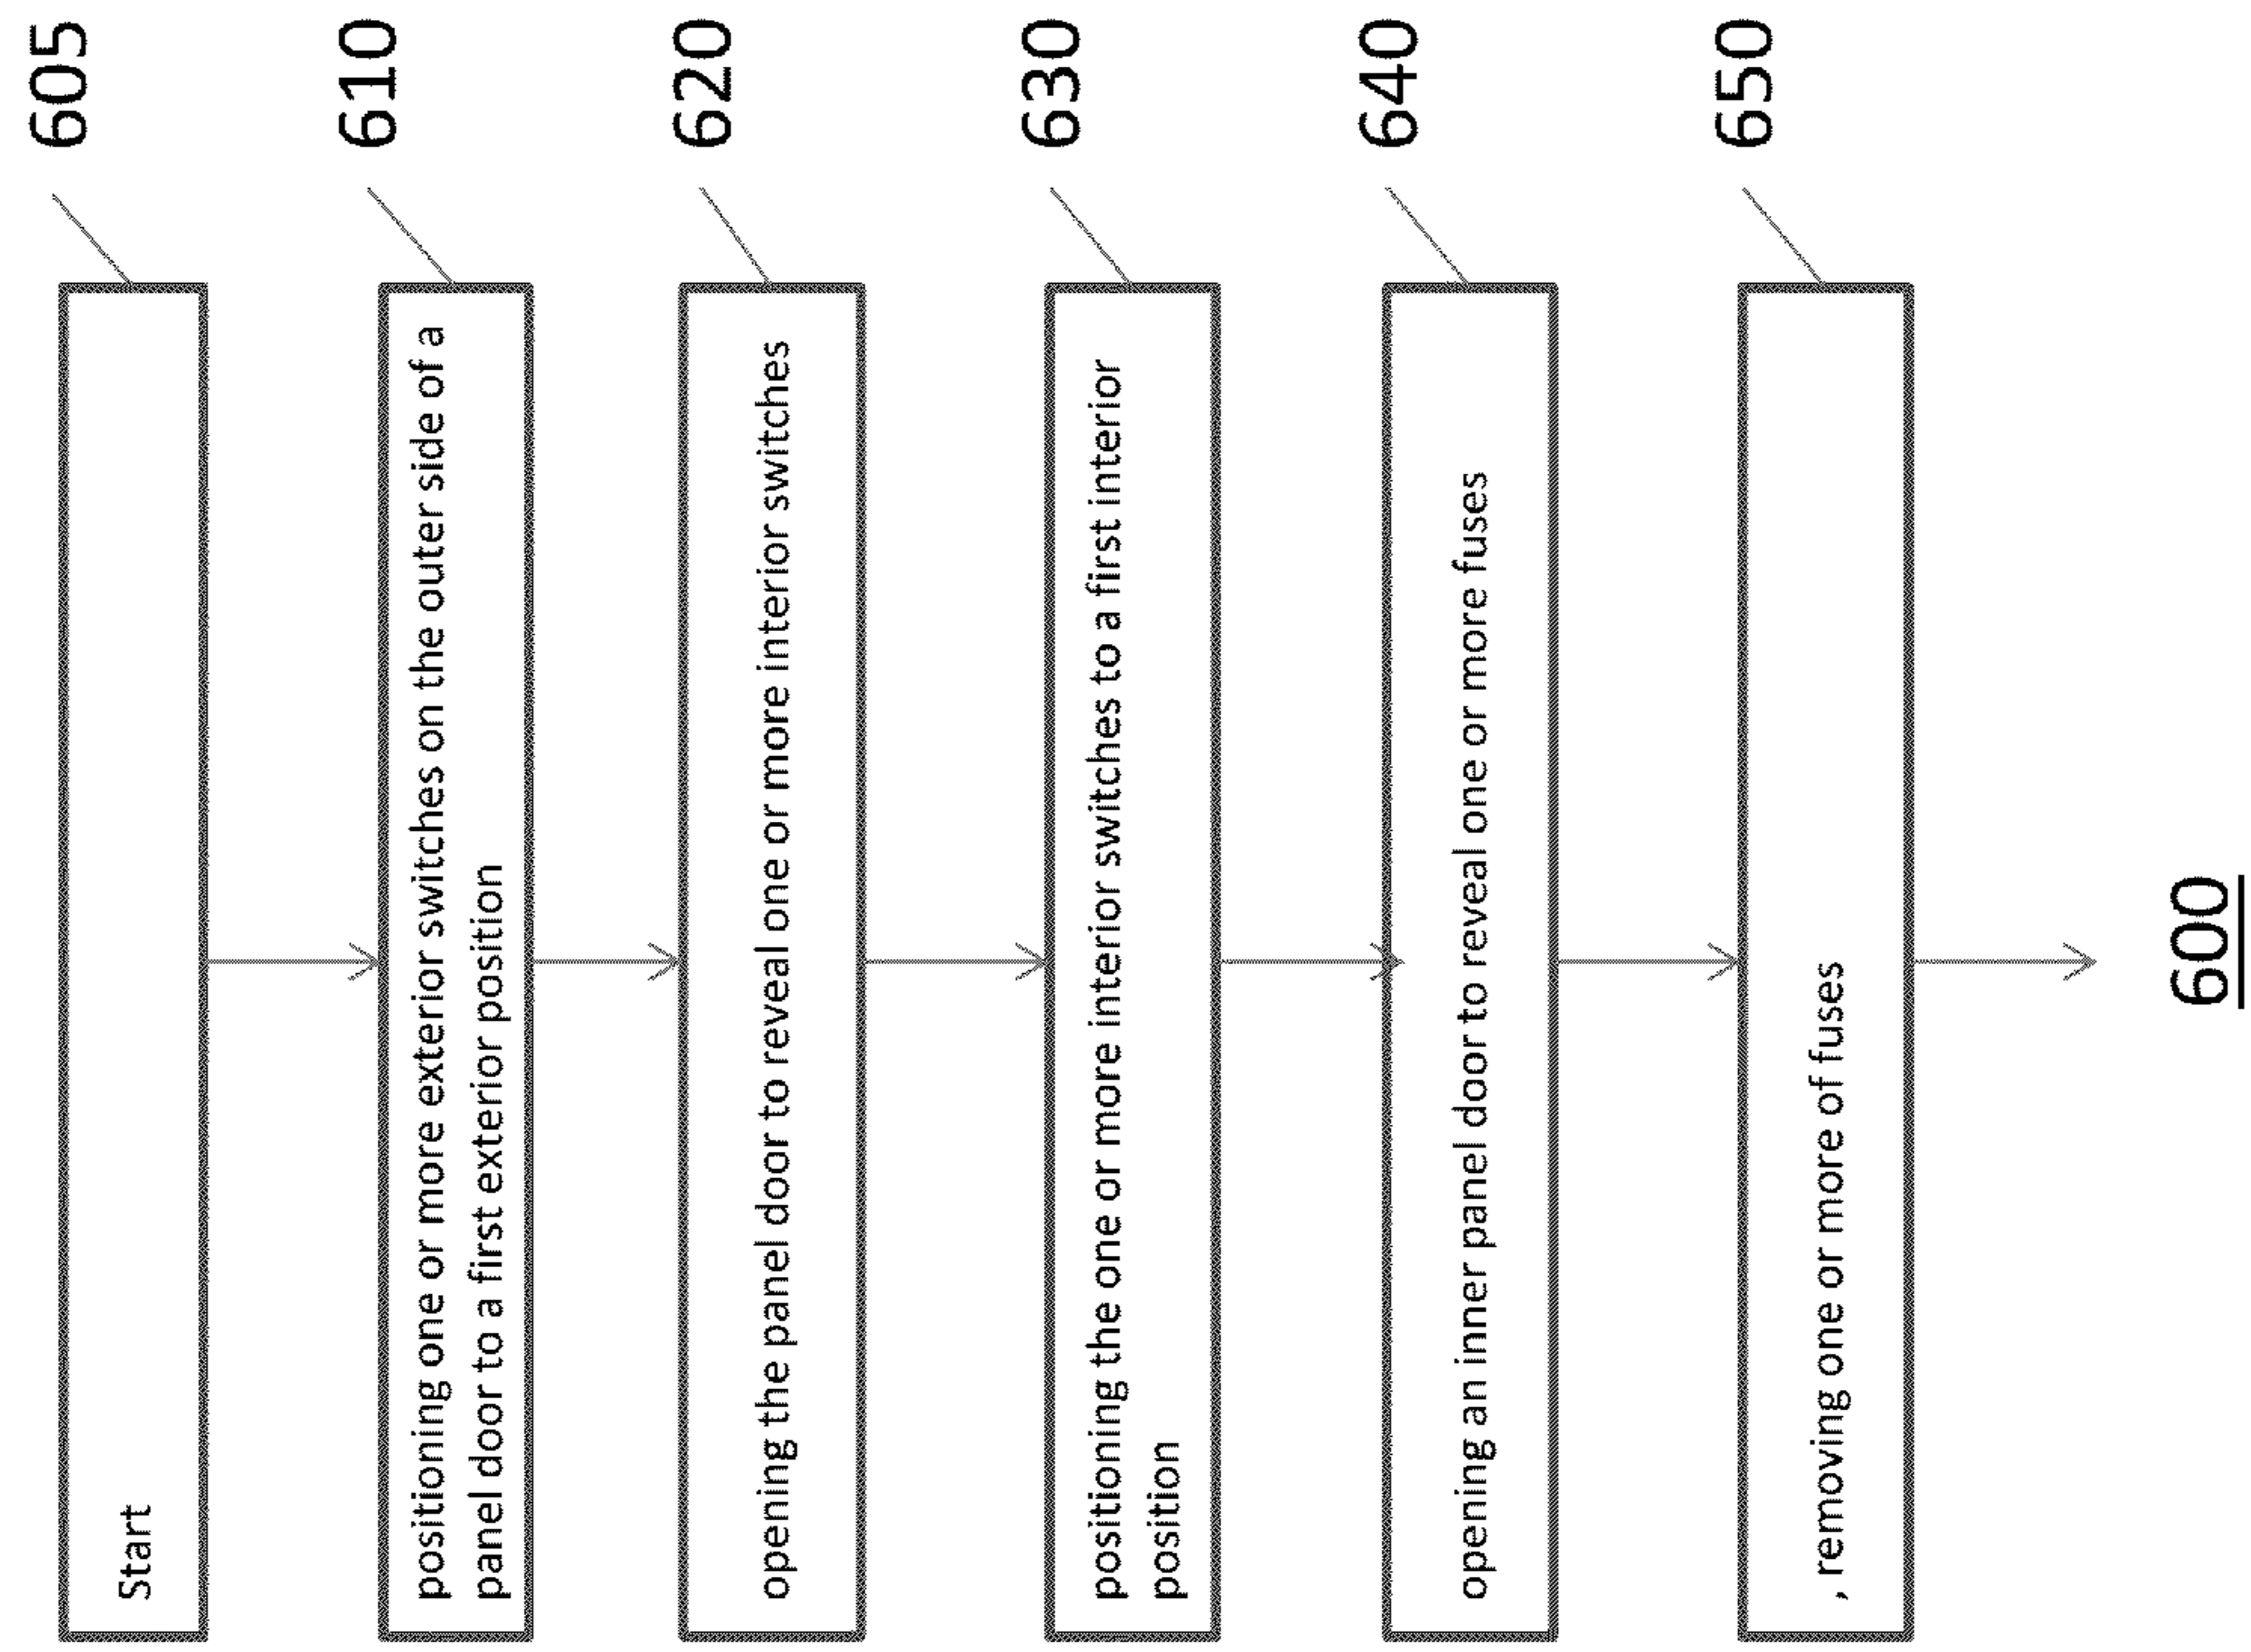 605
Start
610
positioning one or more exterior switches on the outer side of a
panel door to a first exterior position
620
opening the panel door to reveal one or more interior switches
630
positioning the one or more interior switches to a first interior
position
640
opening an inner panel door to reveal one or more fuses
650
, removing one or more of fuses
600